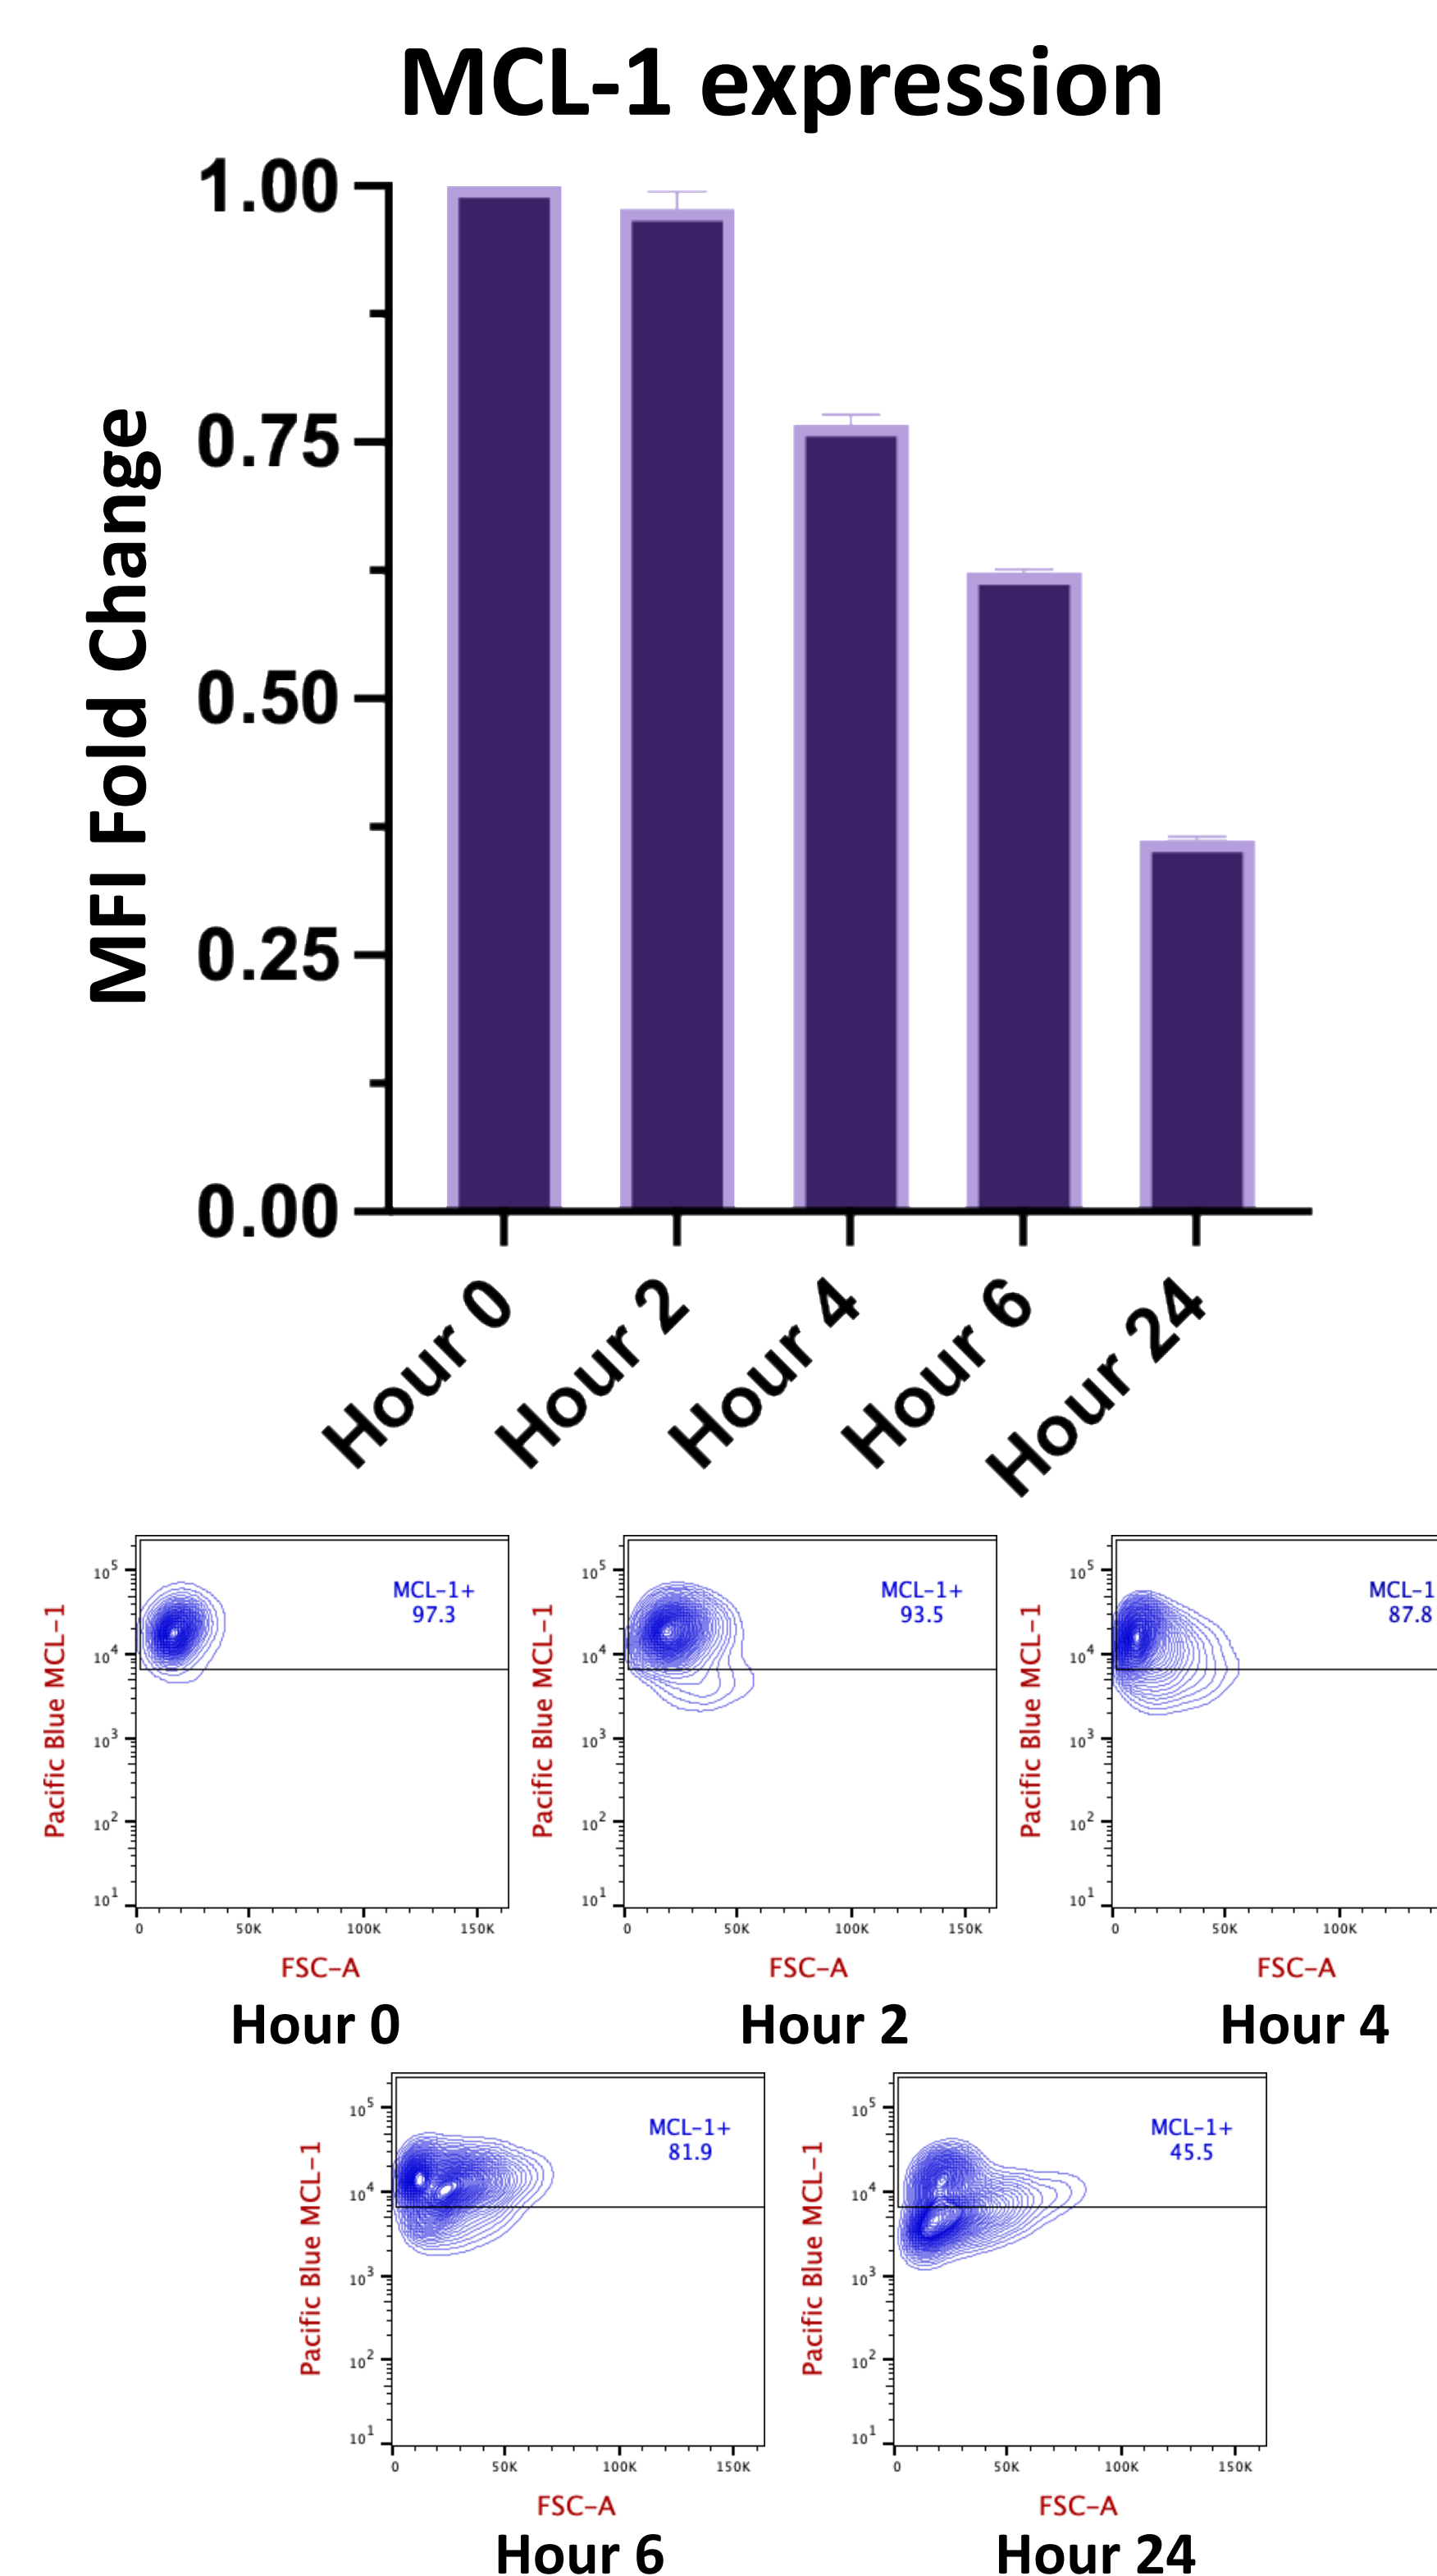 MCL-1 expression
MFI Fold Change
1.00
0.75
0.50
0.25
0.00
Hour 0
Hour 2
Hour 4
Hour 6
Hour 24
Pacific Blue MCL-1
10^5
10^4
10^3
10^2
10^1
MCL-1+
97.3
0 50K 100K 150K
FSC-A
Hour 0
Pacific Blue MCL-1
10^5
10^4
10^3
10^2
10^1
MCL-1+
93.5
0 50K 100K 150K
FSC-A
Hour 2
Pacific Blue MCL-1
10^5
10^4
10^3
10^2
10^1
MCL-1
87.8
0 50K 100K
FSC-A
Hour 4
Pacific Blue MCL-1
10^5
10^4
10^3
10^2
10^1
MCL-1+
81.9
0 50K 100K 150K
FSC-A
Hour 6
Pacific Blue MCL-1
10^5
10^4
10^3
10^2
10^1
MCL-1+
45.5
0 50K 100K 150K
FSC-A
Hour 24